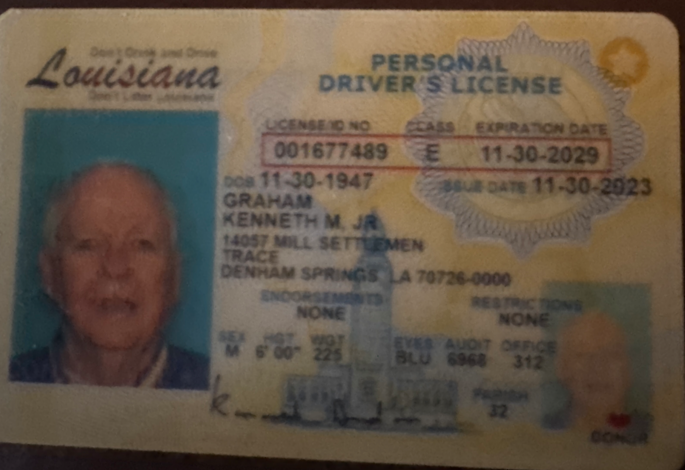 Don't Drink and Drive
Louisiana
Don't Litter Louisiana
PERSONAL
DRIVER'S LICENSE
LICENSE/ID NO CLASS EXPIRATION DATE
001677489 E 11-30-2029
DOB 11-30-1947 ISSUE DATE 11-30-2023
GRAHAM
KENNETH M. JR
14057 MILL SETTLEMEN
TRACE
DENHAM SPRINGS LA 70726-0000
ENDORSEMENTS RESTRICTIONS
NONE NONE
SEX HGT WGT EYES AUDIT OFFICE
M 6' 00" 225 BLU 6968 312
PARISH
32
DONOR